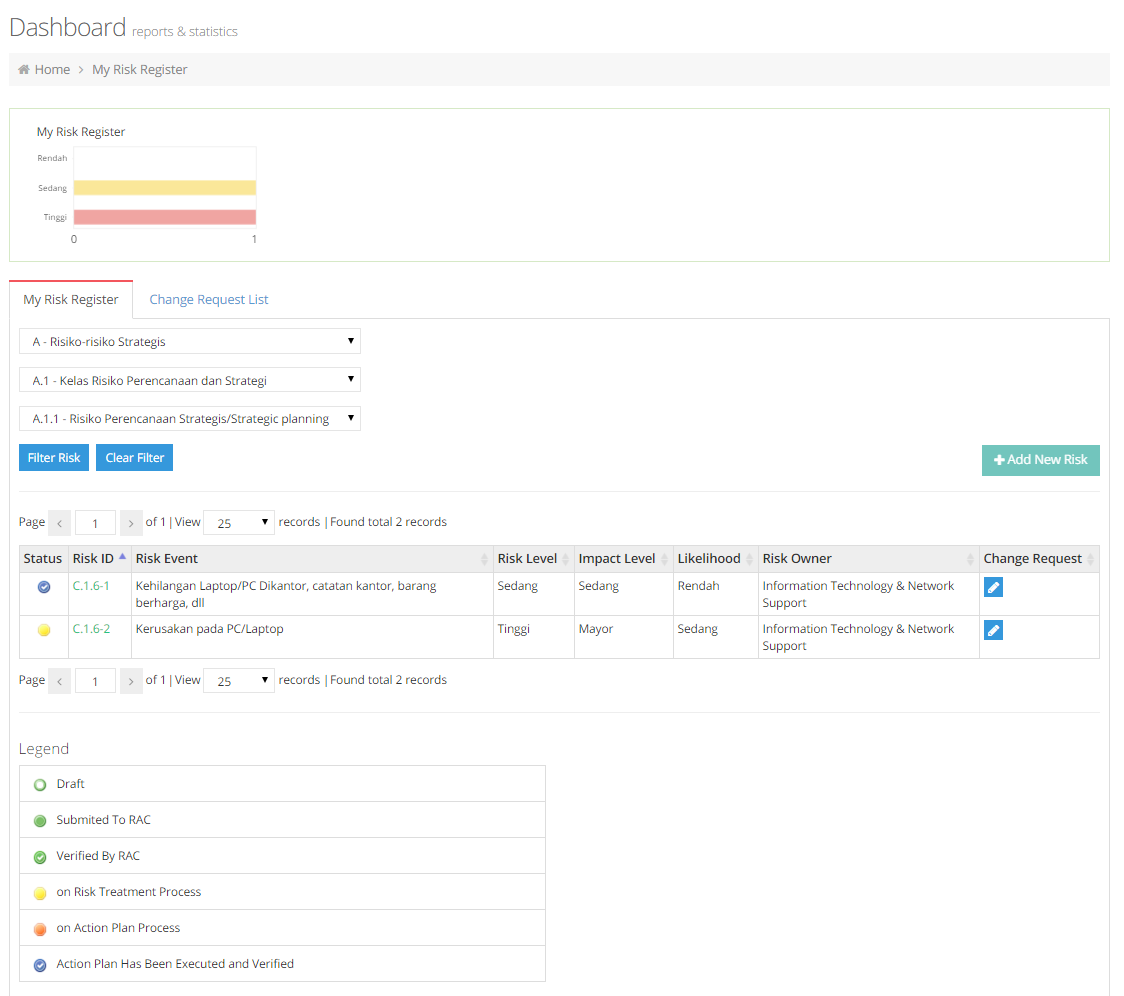 Dashboard reports & statistics
Home > My Risk Register
My Risk Register
Rendah
Sedang
Tinggi
0 1
My Risk Register Change Request List
A - Risiko-risiko Strategis
A.1 - Kelas Risiko Perencanaan dan Strategi
A.1.1 - Risiko Perencanaan Strategis/Strategic planning
Filter Risk Clear Filter + Add New Risk
Page < 1 > of 1 | View 25 records | Found total 2 records
Status Risk ID Risk Event Risk Level Impact Level Likelihood Risk Owner Change Request
C.1.6-1 Kehilangan Laptop/PC Dikantor, catatan kantor, barang Sedang Sedang Rendah Information Technology & Network
berharga, dll Support
C.1.6-2 Kerusakan pada PC/Laptop Tinggi Mayor Sedang Information Technology & Network
Support
Page < 1 > of 1 | View 25 records | Found total 2 records
Legend
Draft
Submited To RAC
Verified By RAC
on Risk Treatment Process
on Action Plan Process
Action Plan Has Been Executed and Verified